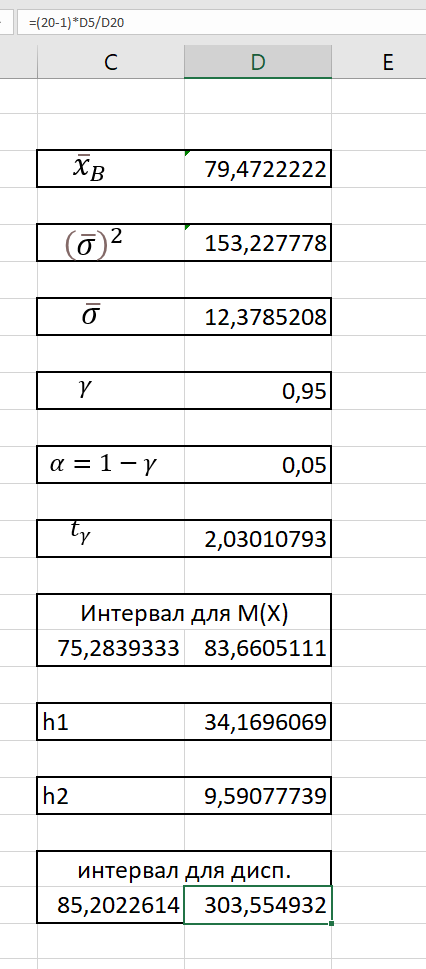 =(20-1)*D5/D20
C D E
x̄_B 79,4722222
(σ̿)² 153,227778
σ̿ 12,3785208
γ 0,95
α = 1 − γ 0,05
t_γ 2,03010793
Интервал для М(Х)
75,2839333 83,6605111
h1 34,1696069
h2 9,59077739
интервал для дисп.
85,2022614 303,554932